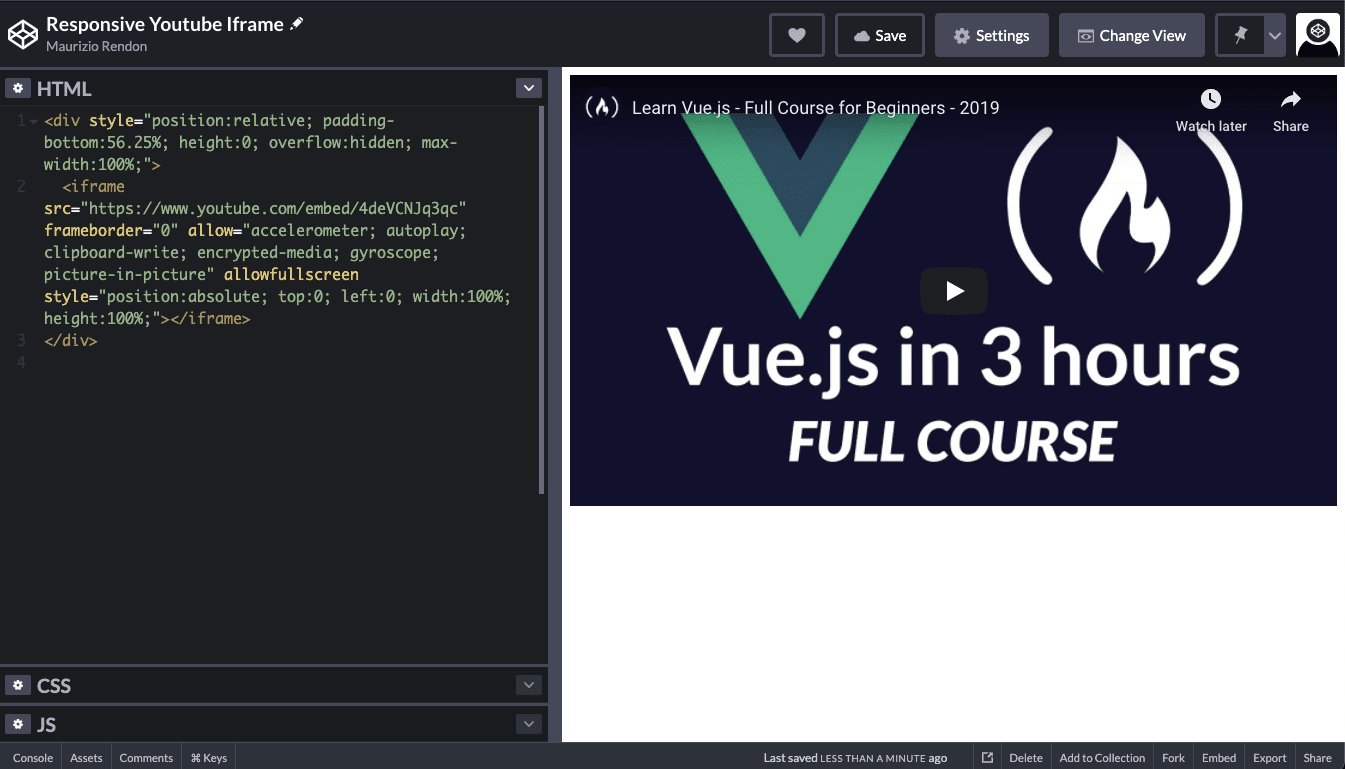 Responsive Youtube Iframe
Maurizio Rendon
Save
Settings
Change View
HTML
1 <div style="position:relative; padding-
bottom:56.25%; height:0; overflow:hidden; max-
width:100%;">
2 <iframe
src="https://www.youtube.com/embed/4deVCNJq3qc"
frameborder="0" allow="accelerometer; autoplay;
clipboard-write; encrypted-media; gyroscope;
picture-in-picture" allowfullscreen
style="position:absolute; top:0; left:0; width:100%;
height:100%;"></iframe>
3 </div>
4
Learn Vue.js - Full Course for Beginners - 2019
Watch later
Share
Vue.js in 3 hours
FULL COURSE
CSS
JS
Console
Assets
Comments
⌘ Keys
Last saved LESS THAN A MINUTE ago
Delete
Add to Collection
Fork
Embed
Export
Share